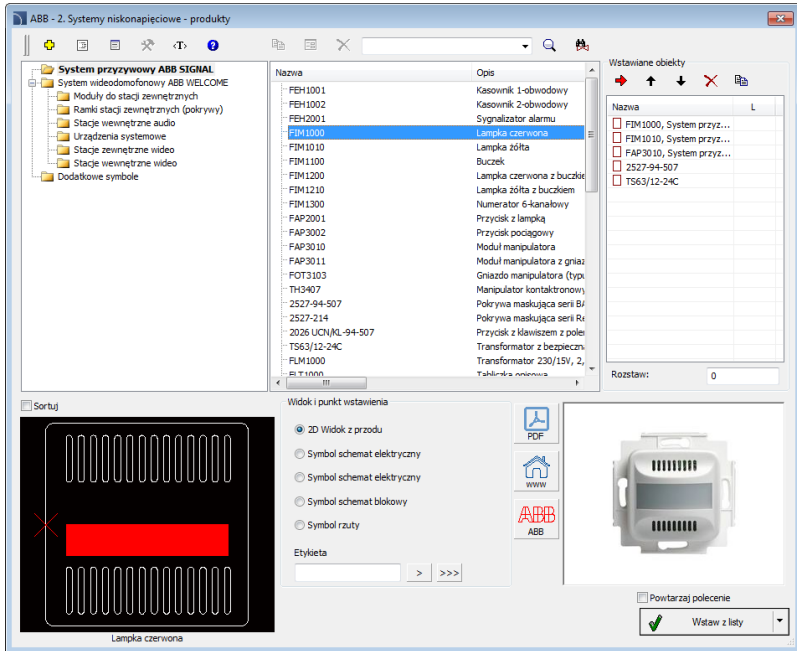 ABB - 2. Systemy niskonapięciowe - produkty
<T>
System przyzywowy ABB SIGNAL
System wideodomofonowy ABB WELCOME
Moduły do stacji zewnętrznych
Ramki stacji zewnętrznych (pokrywy)
Stacje wewnętrzne audio
Urządzenia systemowe
Stacje zewnętrzne wideo
Stacje wewnętrzne wideo
Dodatkowe symbole
Nazwa Opis
FEH1001 Kasownik 1-obwodowy
FEH1002 Kasownik 2-obwodowy
FEH2001 Sygnalizator alarmu
FIM1000 Lampka czerwona
FIM1010 Lampka żółta
FIM1100 Buczek
FIM1200 Lampka czerwona z buczkie
FIM1210 Lampka żółta z buczkiem
FIM1300 Numerator 6-kanałowy
FAP2001 Przycisk z lampką
FAP3002 Przycisk pociągowy
FAP3010 Moduł manipulatora
FAP3011 Moduł manipulatora z gniaz
FOT3103 Gniazdo manipulatora (typu
TH3407 Manipulator kontaktronowy
2527-94-507 Pokrywa maskująca serii BA
2527-214 Pokrywa maskująca serii Re
2026 UCN/KL-94-507 Przycisk z klawiszem z polem
TS63/12-24C Transformator z bezpieczn
FLM1000 Transformator 230/15V, 2,
FLT1000 Tabliczka opisowa
Wstawiane obiekty
Nazwa L
FIM1000, System przyz...
FIM1010, System przyz...
FAP3010, System przyz...
2527-94-507
TS63/12-24C
Rozstaw: 0
Sortuj
Lampka czerwona
Widok i punkt wstawienia
2D Widok z przodu
Symbol schemat elektryczny
Symbol schemat elektryczny
Symbol schemat blokowy
Symbol rzuty
Etykieta
> >>>
PDF
www
ABB
ABB
Powtarzaj polecenie
Wstaw z listy